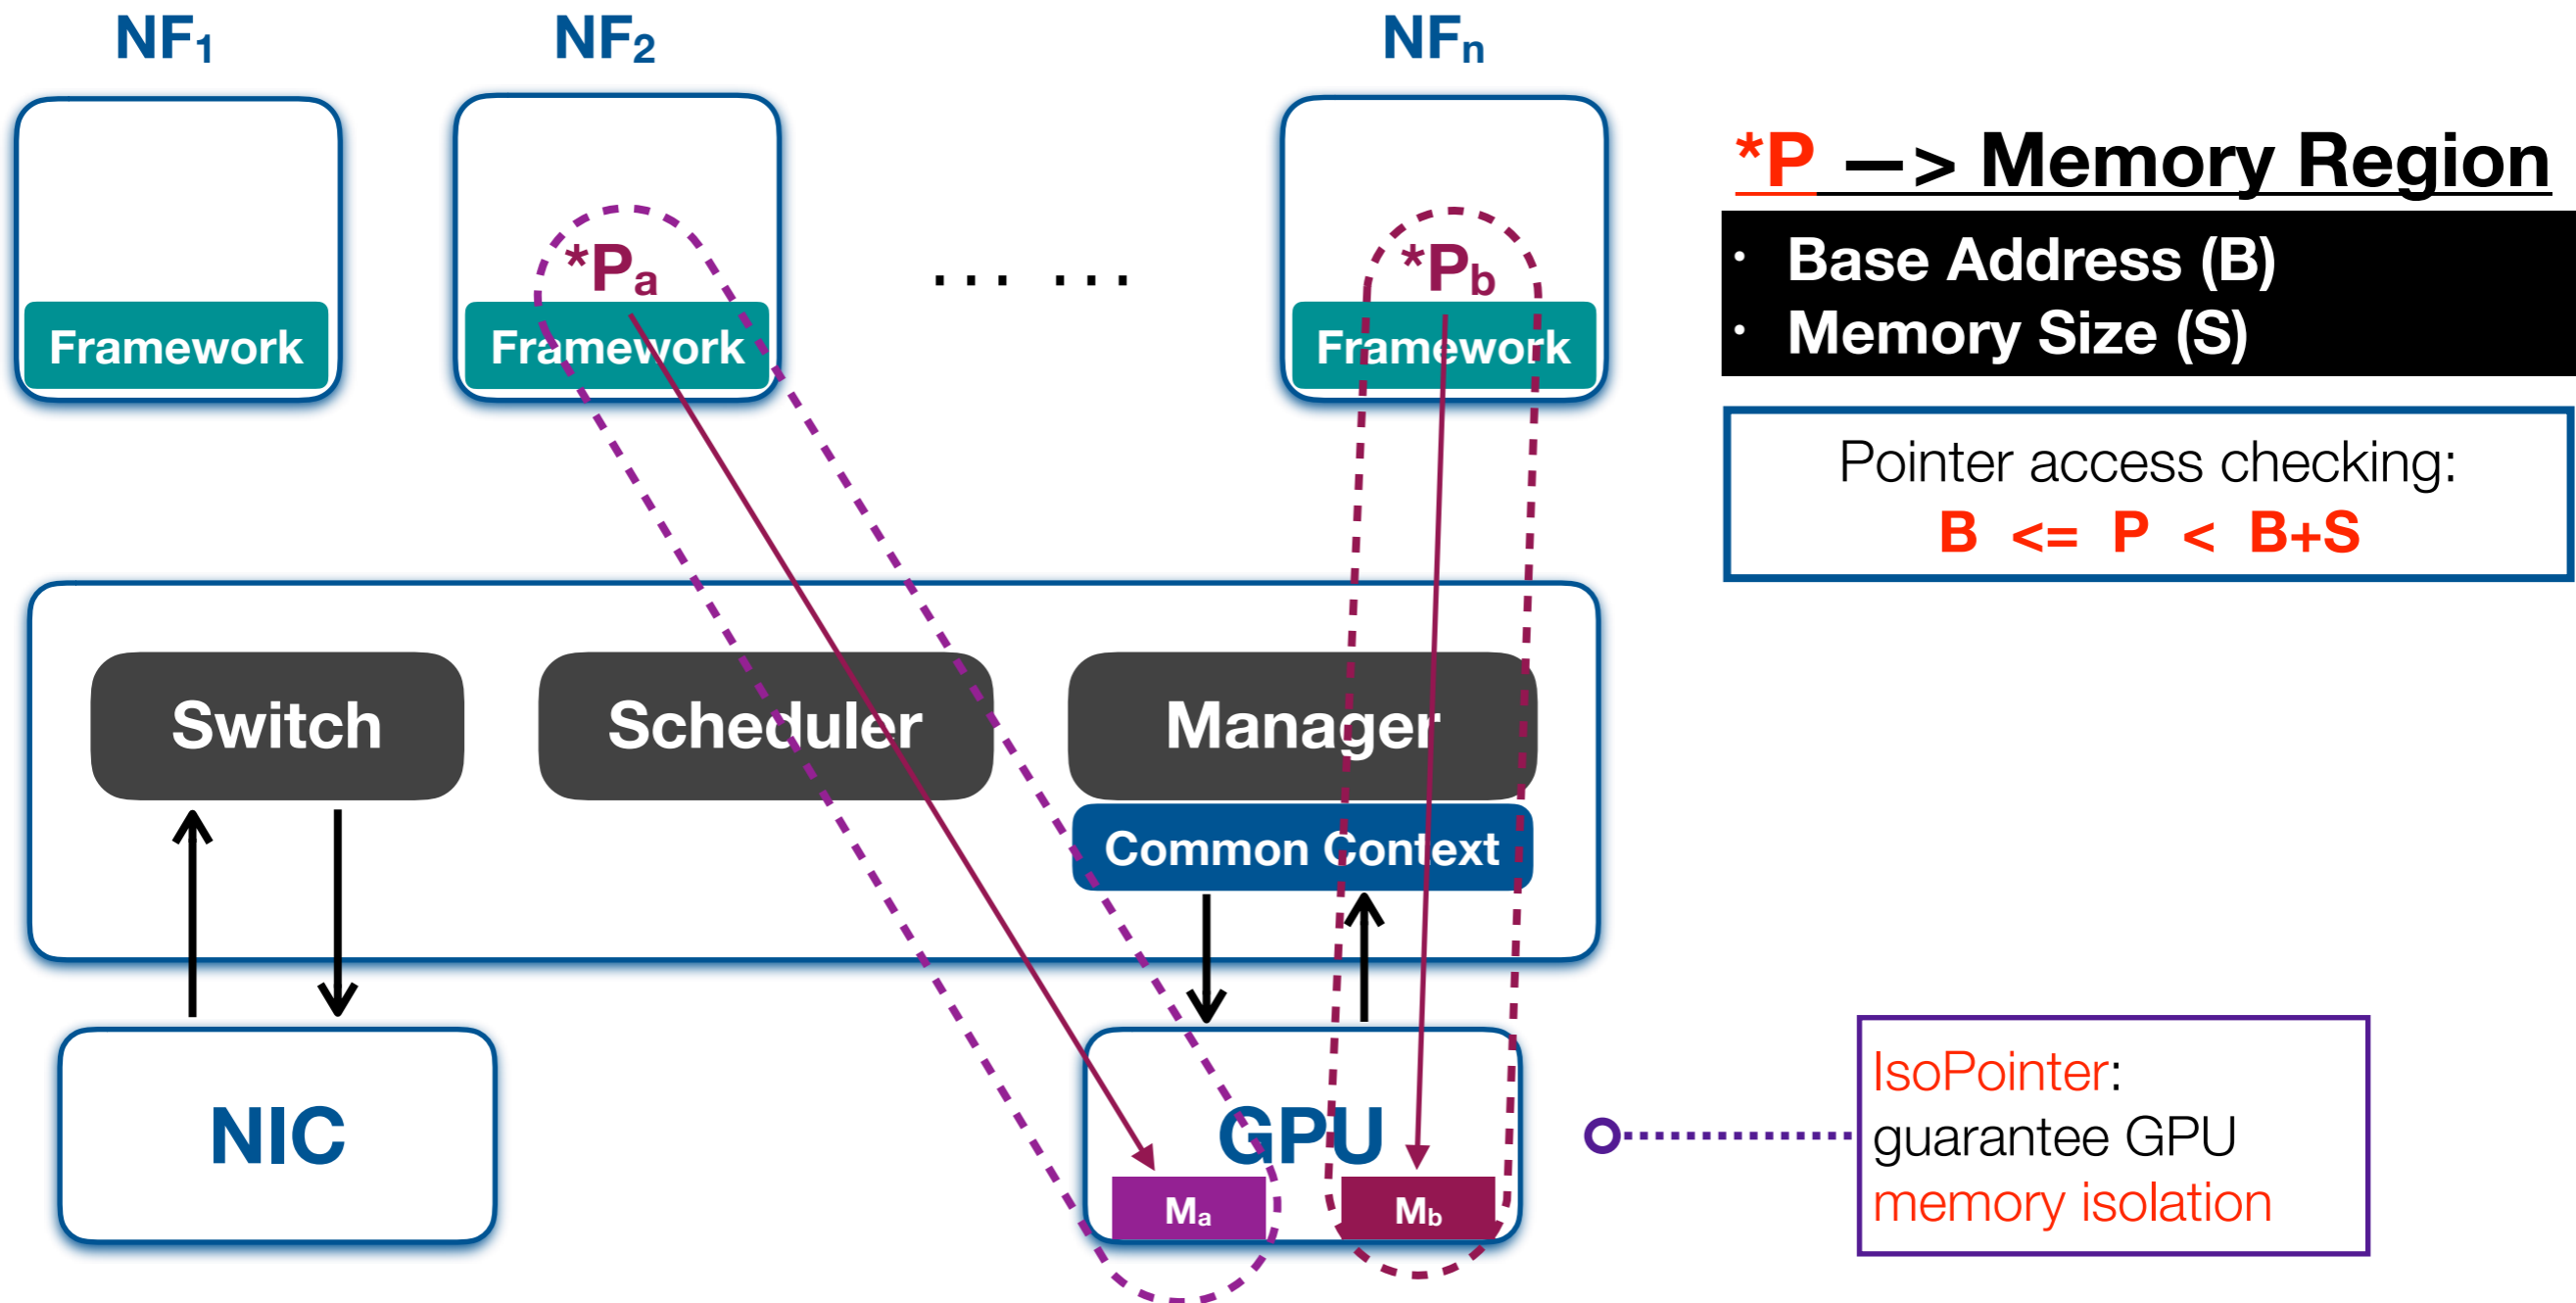 NF1
NF2
NFn
*Pa
... ...
*Pb
Framework
Framework
Framework
*P —> Memory Region
• Base Address (B)
• Memory Size (S)
Pointer access checking:
B <= P < B+S
Switch
Scheduler
Manager
Common Context
NIC
GPU
Ma
Mb
IsoPointer:
guarantee GPU
memory isolation